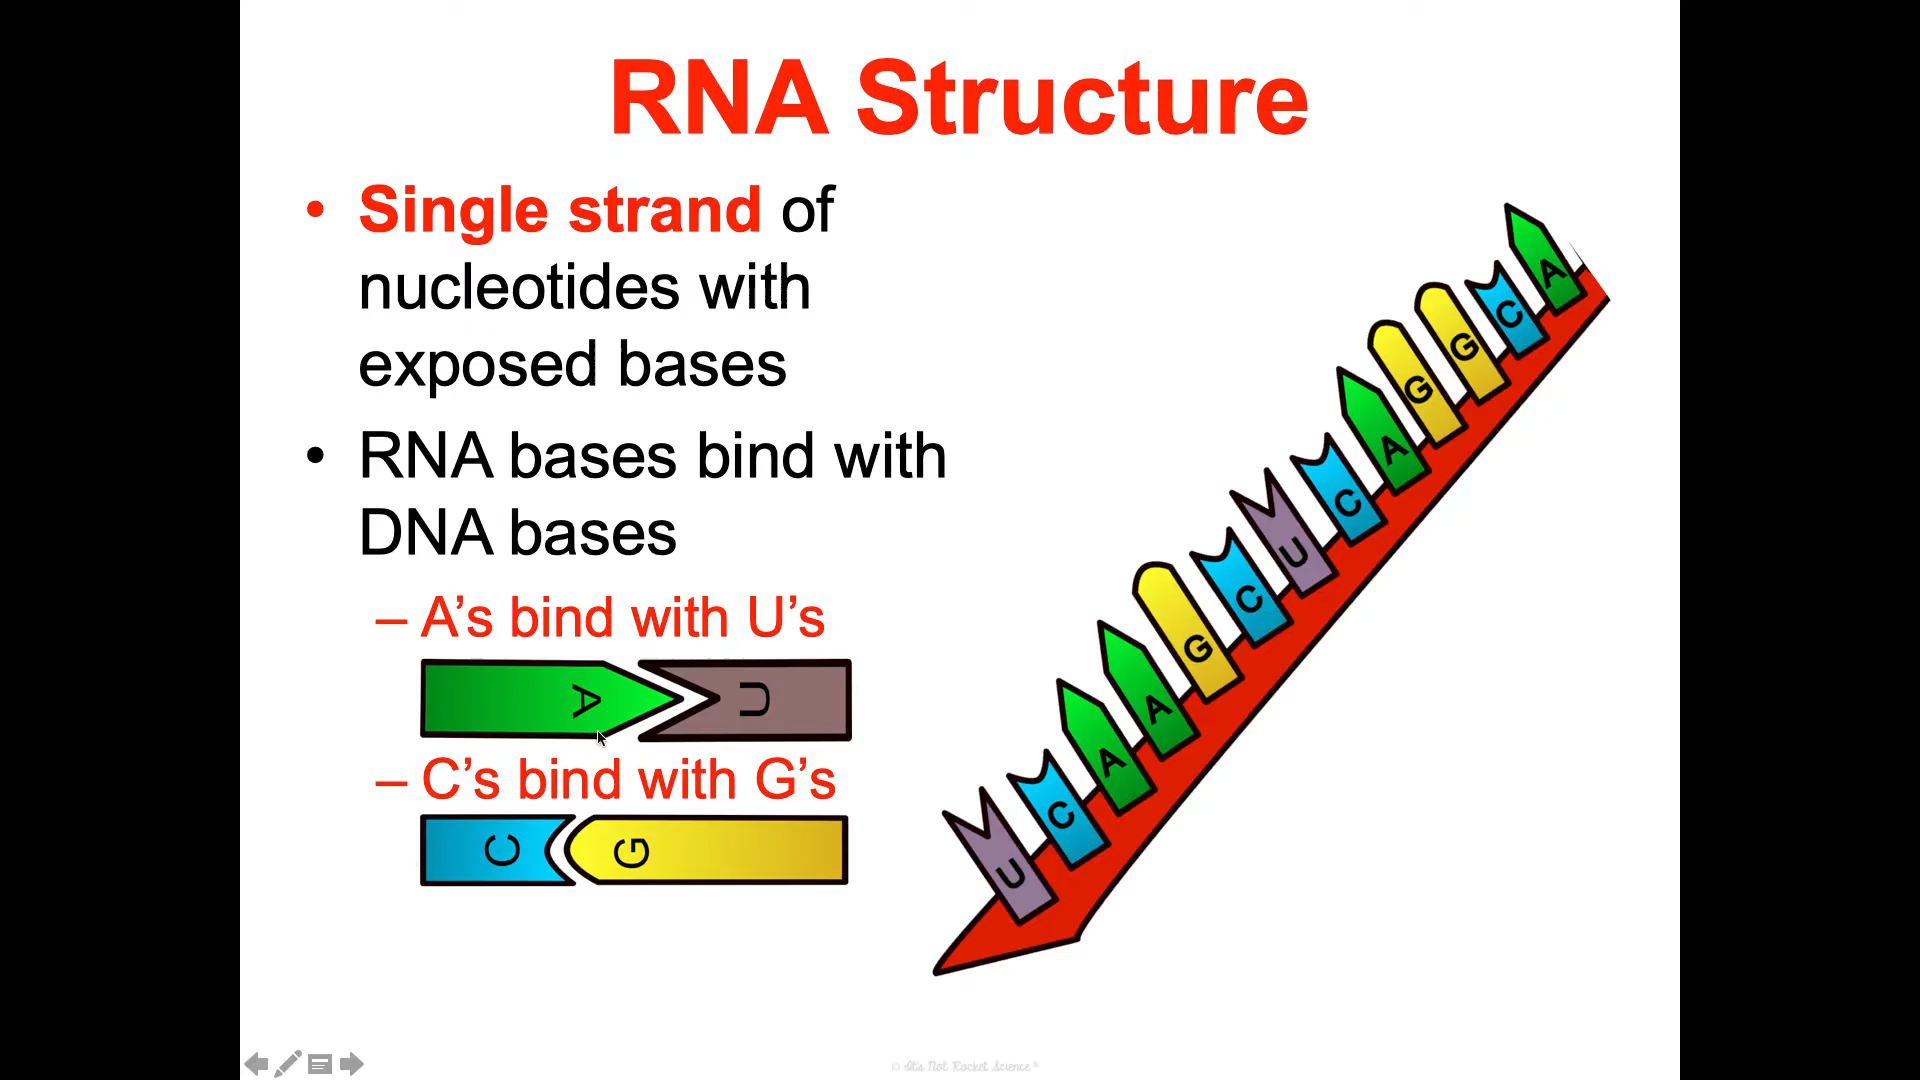 RNA Structure
• Single strand of
nucleotides with
exposed bases
• RNA bases bind with
DNA bases
– A’s bind with U’s
A U
– C’s bind with G’s
C G
U C A A G C U C A G G C A
© It's Not Rocket Science®